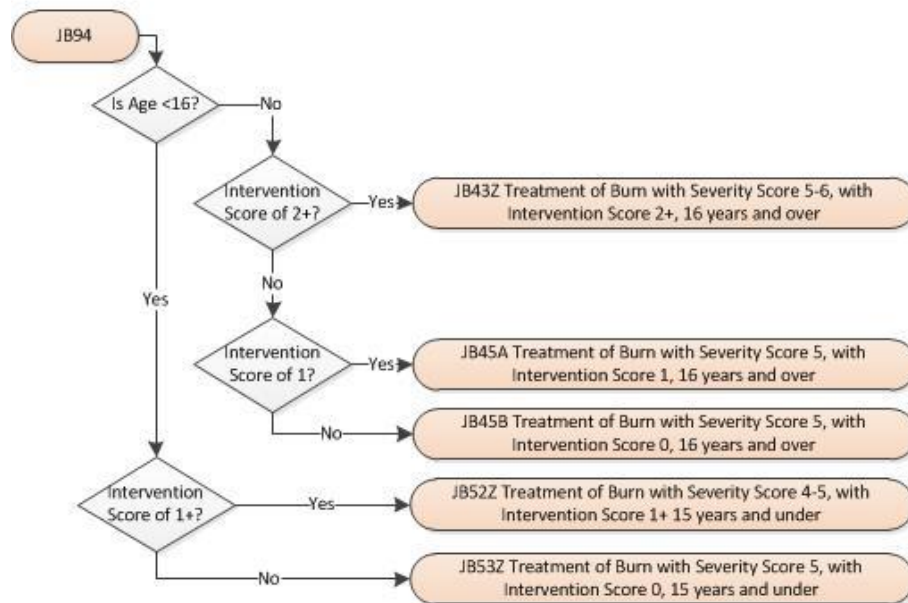 JB94
Is Age <16?
No
Intervention
Score of 2+?
Yes
JB43Z Treatment of Burn with Severity Score 5-6, with
Intervention Score 2+, 16 years and over
No
Yes
Intervention
Score of 1?
Yes
JB45A Treatment of Burn with Severity Score 5, with
Intervention Score 1, 16 years and over
No
JB45B Treatment of Burn with Severity Score 5, with
Intervention Score 0, 16 years and over
Intervention
Score of 1+?
Yes
JB52Z Treatment of Burn with Severity Score 4-5, with
Intervention Score 1+ 15 years and under
No
JB53Z Treatment of Burn with Severity Score 5, with
Intervention Score 0, 15 years and under